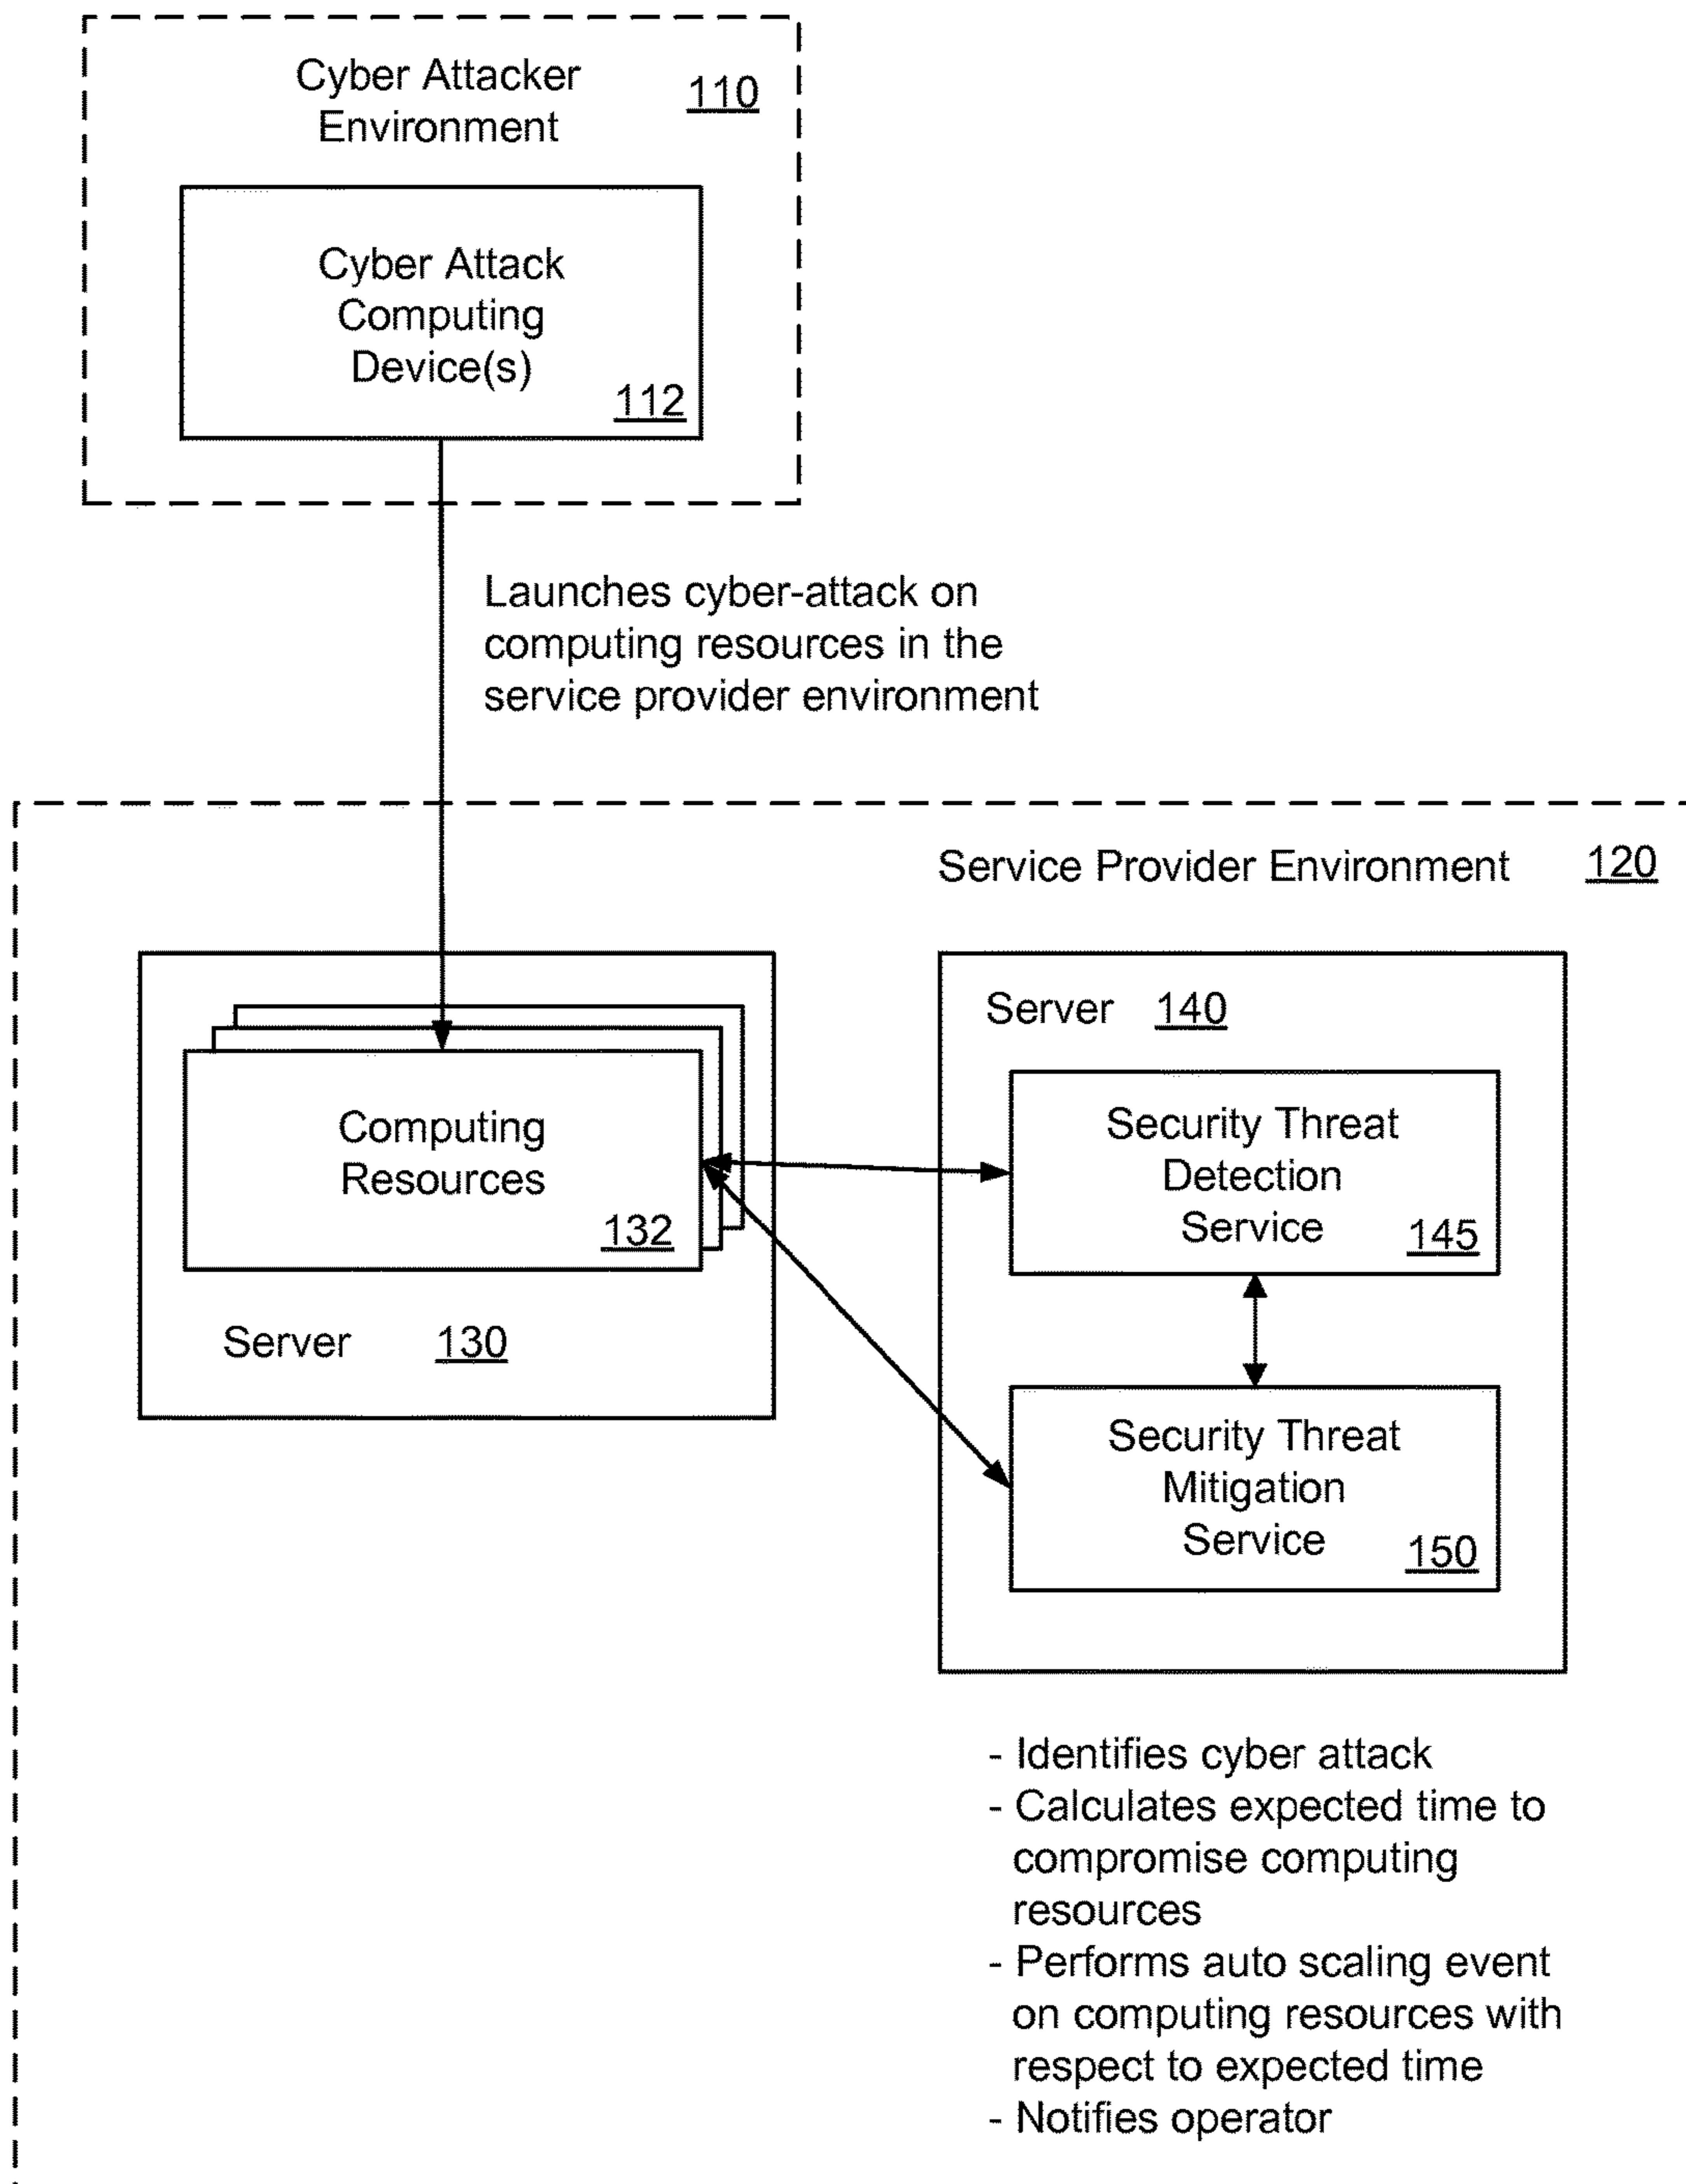 Cyber Attacker
Environment
110
Cyber Attack
Computing
Device(s)
112
Launches cyber-attack on
computing resources in the
service provider environment
Service Provider Environment 120
Computing
Resources
132
Server 130
Server 140
Security Threat
Detection
Service
145
Security Threat
Mitigation
Service
150
- Identifies cyber attack
- Calculates expected time to
compromise computing
resources
- Performs auto scaling event
on computing resources with
respect to expected time
- Notifies operator